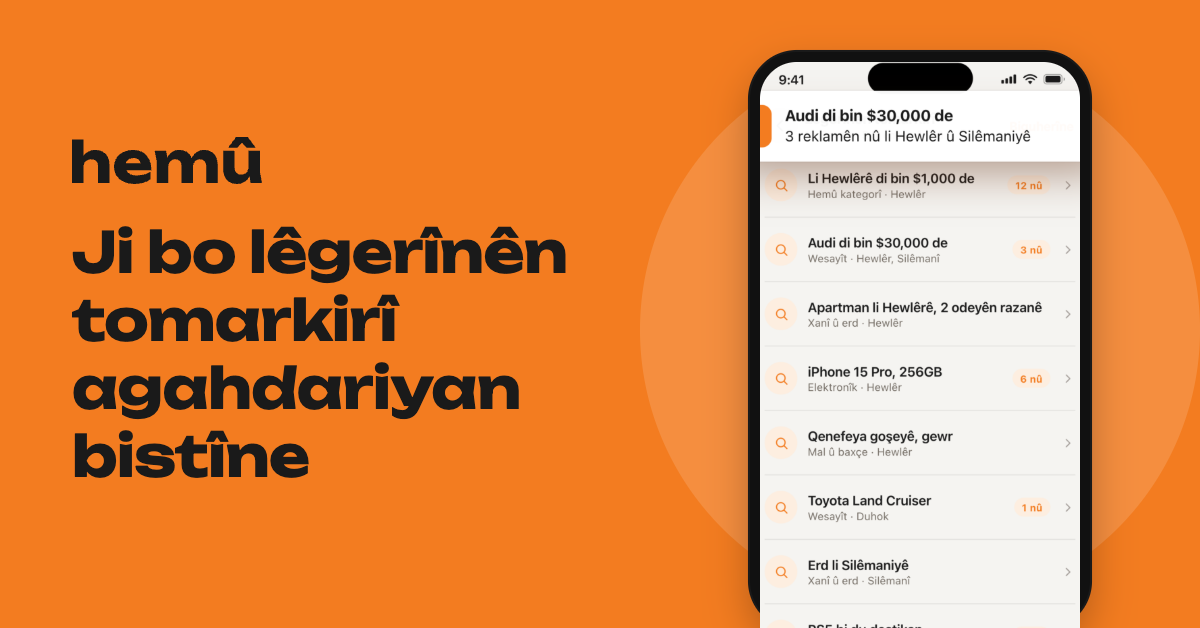 hemû
Ji bo lêgerînên
tomarkirî
agahdariyan
bistîne
9:41
Audi di bin $30,000 de
3 reklamên nû li Hewlêr û Silêmaniyê
Li Hewlêrê di bin $1,000 de
12 nû
Hemû kategorî · Hewlêr
Audi di bin $30,000 de
3 nû
Wesayît · Hewlêr, Silêmanî
Apartman li Hewlêrê, 2 odeyên razanê
Xanî û erd · Hewlêr
iPhone 15 Pro, 256GB
6 nû
Elektronîk · Hewlêr
Qenefeya goşeyê, gewr
Mal û baxçe · Hewlêr
Toyota Land Cruiser
1 nû
Wesayît · Duhok
Erd li Silêmaniyê
Xanî û erd · Silêmanî